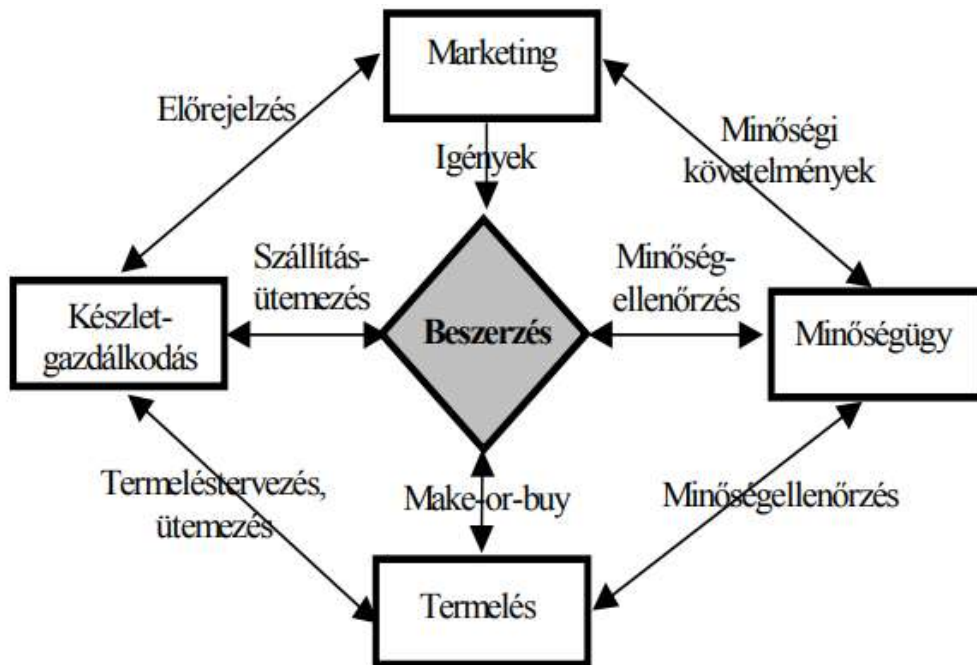 Marketing
Előrejelzés
Igények
Minőségi
követelmények
Szállítás-
ütemezés
Minőség-
ellenőrzés
Készlet-
gazdálkodás
Beszerzés
Minőségügy
Termeléstervezés,
ütemezés
Make-or-buy
Minőségellenőrzés
Termelés